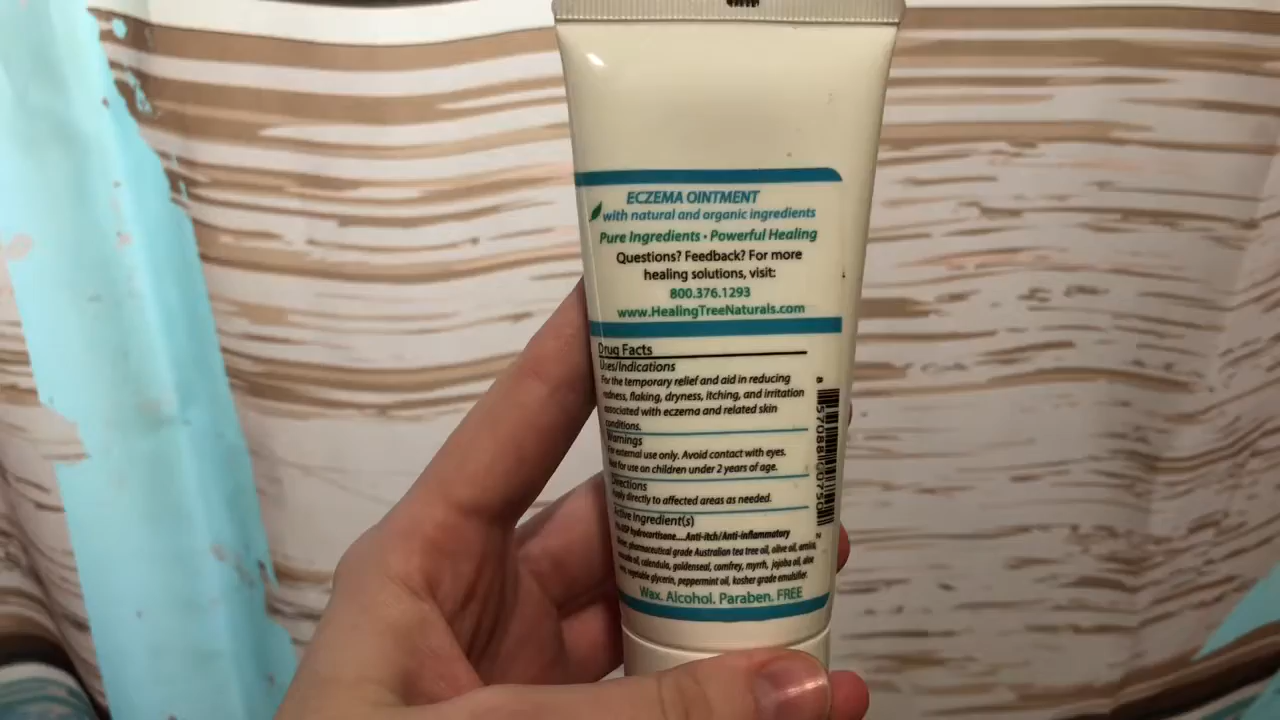 ECZEMA OINTMENT
with natural and organic ingredients
Pure Ingredients • Powerful Healing
Questions? Feedback? For more
healing solutions, visit:
800.376.1293
www.HealingTreeNaturals.com
Drug Facts
Uses/Indications
For the temporary relief and aid in reducing
redness, flaking, dryness, itching, and irritation
associated with eczema and related skin
conditions.
Warnings
For external use only. Avoid contact with eyes.
for use on children under 2 years of age.
Directions
Apply directly to affected areas as needed.
Active Ingredient(s)
hydrocortisone....Anti-itch/Anti-inflammatory
pharmaceutical grade Australian tea tree oil, olive oil, arnica,
oil, calendula, goldenseal, comfrey, myrrh, jojoba oil, aloe
vegetable glycerin, peppermint oil, kosher grade emulsifier.
Wax, Alcohol, Paraben, FREE